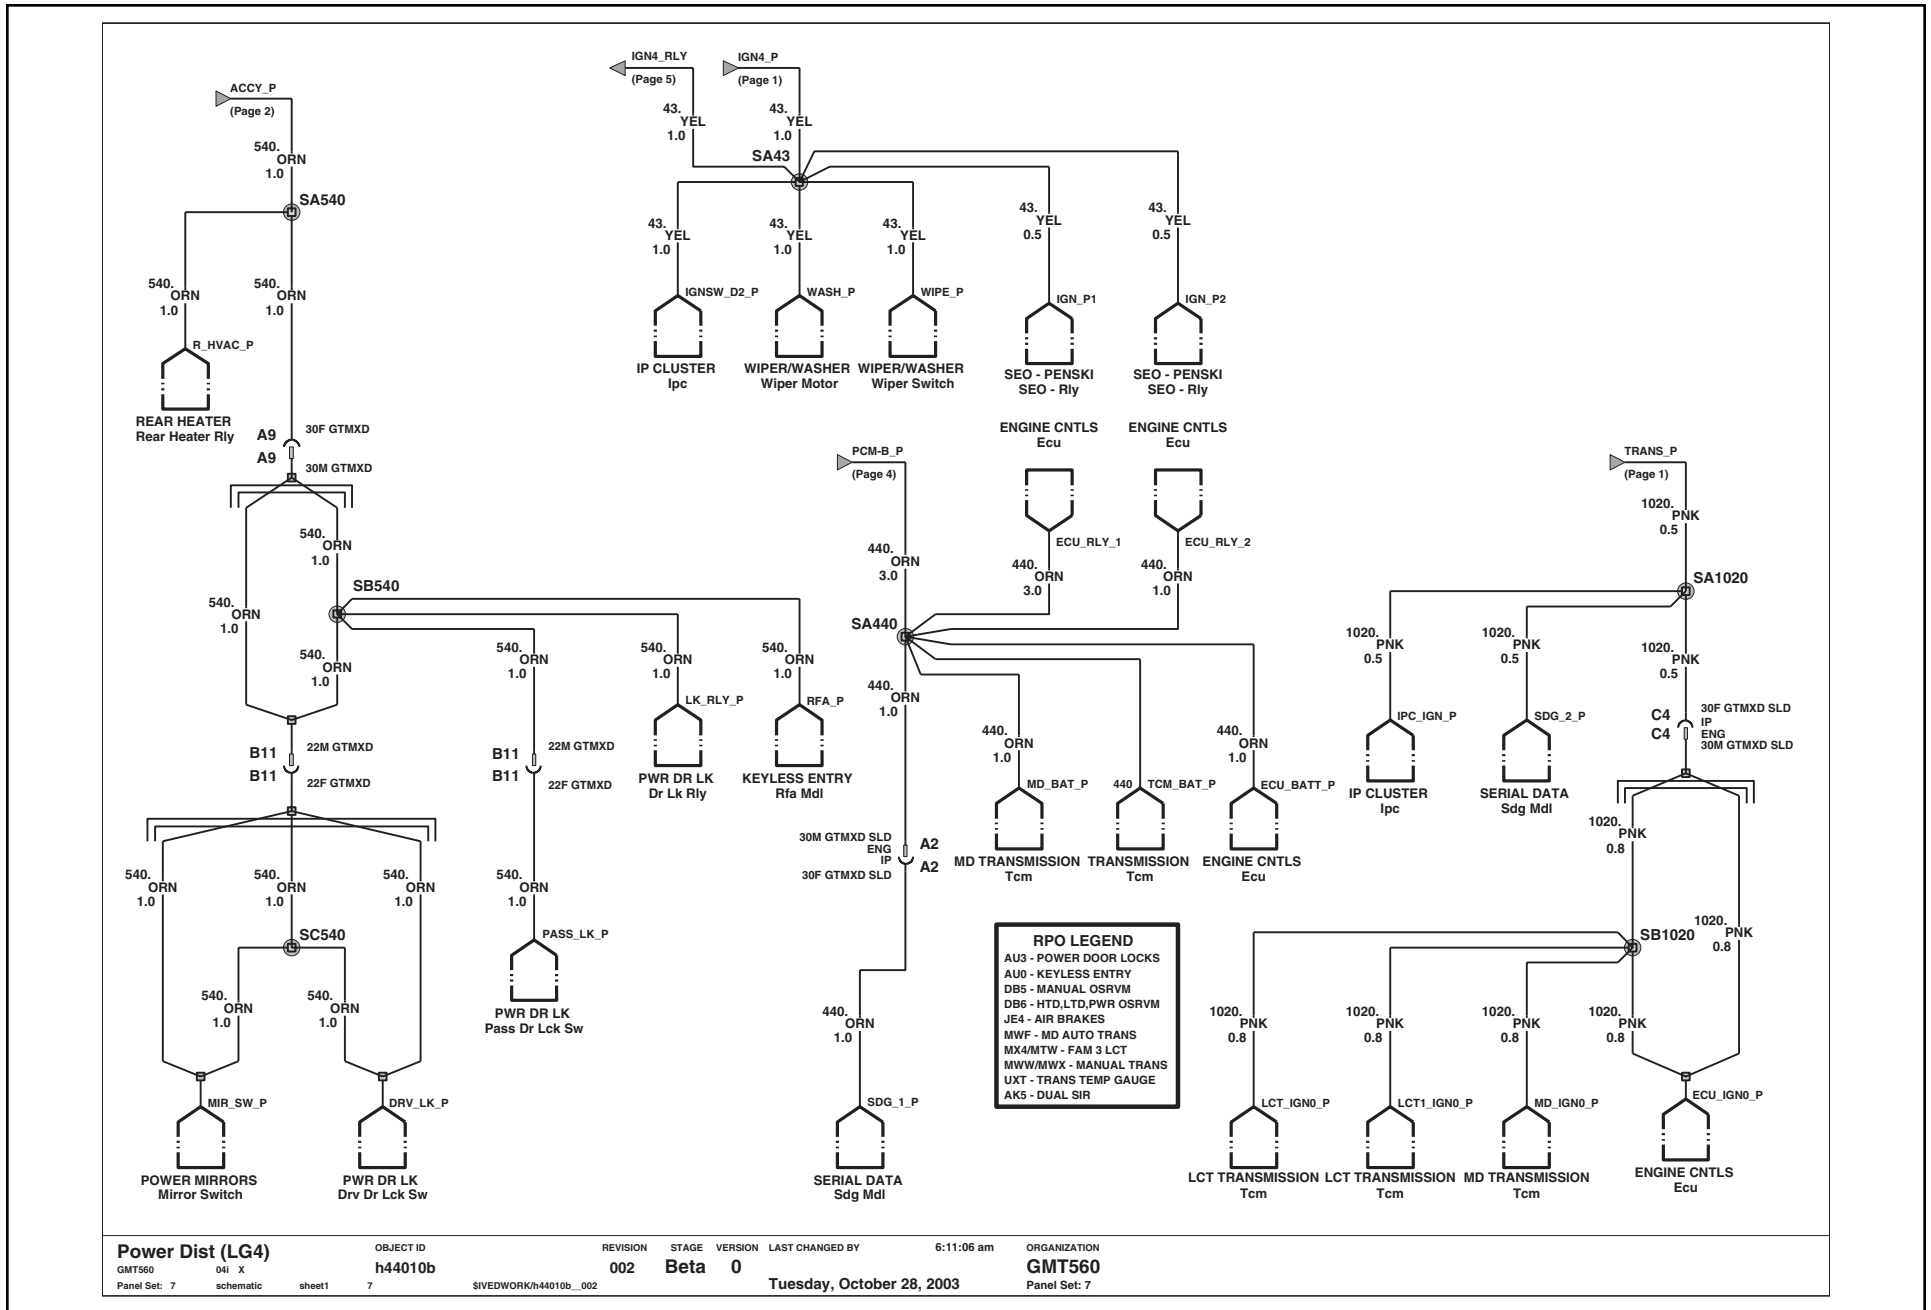 ACCY_P
(Page 2)
540.
ORN
1.0
SA540
540.
ORN
1.0
540.
ORN
1.0
R_HVAC_P
REAR HEATER
Rear Heater Rly
A9
30F GTMXD
A9
30M GTMXD
540.
ORN
1.0
540.
ORN
1.0
SB540
540.
ORN
1.0
B11
22M GTMXD
B11
22F GTMXD
540.
ORN
1.0
540.
ORN
1.0
540.
ORN
1.0
SC540
540.
ORN
1.0
540.
ORN
1.0
MIR_SW_P
DRV_LK_P
POWER MIRRORS
Mirror Switch
PWR DR LK
Drv Dr Lck Sw
540.
ORN
1.0
B11
22M GTMXD
B11
22F GTMXD
540.
ORN
1.0
PASS_LK_P
PWR DR LK
Pass Dr Lck Sw
540.
ORN
1.0
LK_RLY_P
PWR DR LK
Dr Lk Rly
540.
ORN
1.0
RFA_P
KEYLESS ENTRY
Rfa Mdl
IGN4_RLY
(Page 5)
IGN4_P
(Page 1)
43.
YEL
1.0
43.
YEL
1.0
SA43
43.
YEL
1.0
43.
YEL
1.0
43.
YEL
1.0
43.
YEL
0.5
43.
YEL
0.5
IGNSW_D2_P
WASH_P
WIPE_P
IGN_P1
IGN_P2
IP CLUSTER
Ipc
WIPER/WASHER
Wiper Motor
WIPER/WASHER
Wiper Switch
SEO - PENSKI
SEO - Rly
SEO - PENSKI
SEO - Rly
ENGINE CNTLS
Ecu
ENGINE CNTLS
Ecu
PCM-B_P
(Page 4)
ECU_RLY_1
ECU_RLY_2
440.
ORN
3.0
440.
ORN
3.0
440.
ORN
1.0
SA440
440.
ORN
1.0
440.
ORN
1.0
440.
ORN
1.0
MD_BAT_P
440
TCM_BAT_P
ECU_BATT_P
MD TRANSMISSION
Tcm
TRANSMISSION
Tcm
ENGINE CNTLS
Ecu
30M GTMXD SLD
ENG
IP
30F GTMXD SLD
A2
A2
440.
ORN
1.0
SDG_1_P
SERIAL DATA
Sdg Mdl
RPO LEGEND
AU3 - POWER DOOR LOCKS
AU0 - KEYLESS ENTRY
DB5 - MANUAL OSRVM
DB6 - HTD,LTD,PWR OSRVM
JE4 - AIR BRAKES
MWF - MD AUTO TRANS
MX4/MTW - FAM 3 LCT
MWW/MWX - MANUAL TRANS
UXT - TRANS TEMP GAUGE
AK5 - DUAL SIR
TRANS_P
(Page 1)
1020.
PNK
0.5
SA1020
1020.
PNK
0.5
1020.
PNK
0.5
1020.
PNK
0.5
IPC_IGN_P
SDG_2_P
IP CLUSTER
Ipc
SERIAL DATA
Sdg Mdl
C4
C4
30F GTMXD SLD
IP
ENG
30M GTMXD SLD
1020.
PNK
0.8
1020.
PNK
0.8
SB1020
1020.
PNK
0.8
1020.
PNK
0.8
1020.
PNK
0.8
1020.
PNK
0.8
LCT_IGN0_P
LCT1_IGN0_P
MD_IGN0_P
ECU_IGN0_P
LCT TRANSMISSION
Tcm
LCT TRANSMISSION
Tcm
MD TRANSMISSION
Tcm
ENGINE CNTLS
Ecu
Power Dist (LG4)
GMT560 04i X
Panel Set: 7 schematic sheet1 7
OBJECT ID
h44010b
$IVEDWORK/h44010b__002
REVISION
002
STAGE
Beta
VERSION
0
LAST CHANGED BY
6:11:06 am
Tuesday, October 28, 2003
ORGANIZATION
GMT560
Panel Set: 7